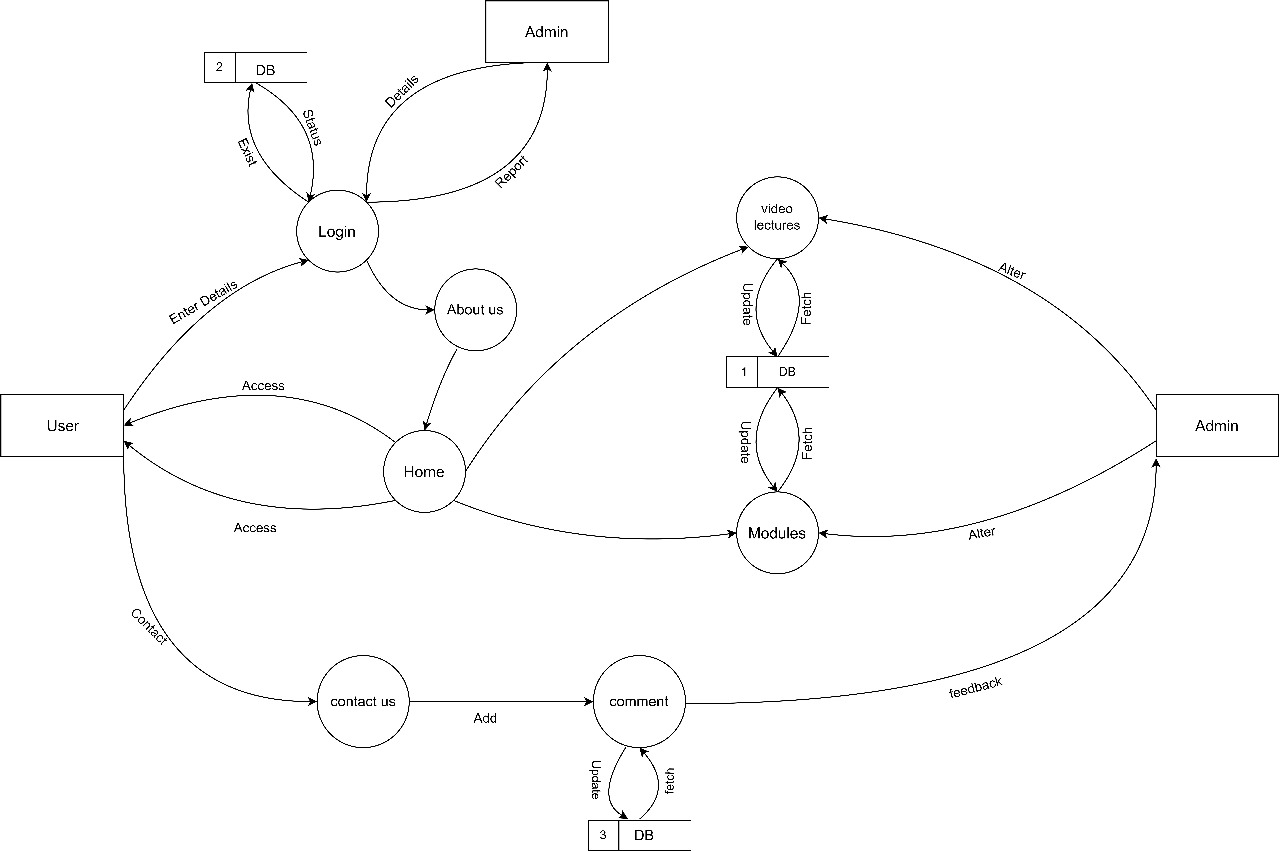 Admin
2
DB
Details
Status
Exist
Report
Login
video
lectures
Alter
Enter Details
About us
Update
Fetch
1
DB
Access
User
Admin
Update
Fetch
Home
Access
Modules
Alter
Contact
contact us
Add
comment
feedback
Update
fetch
3
DB